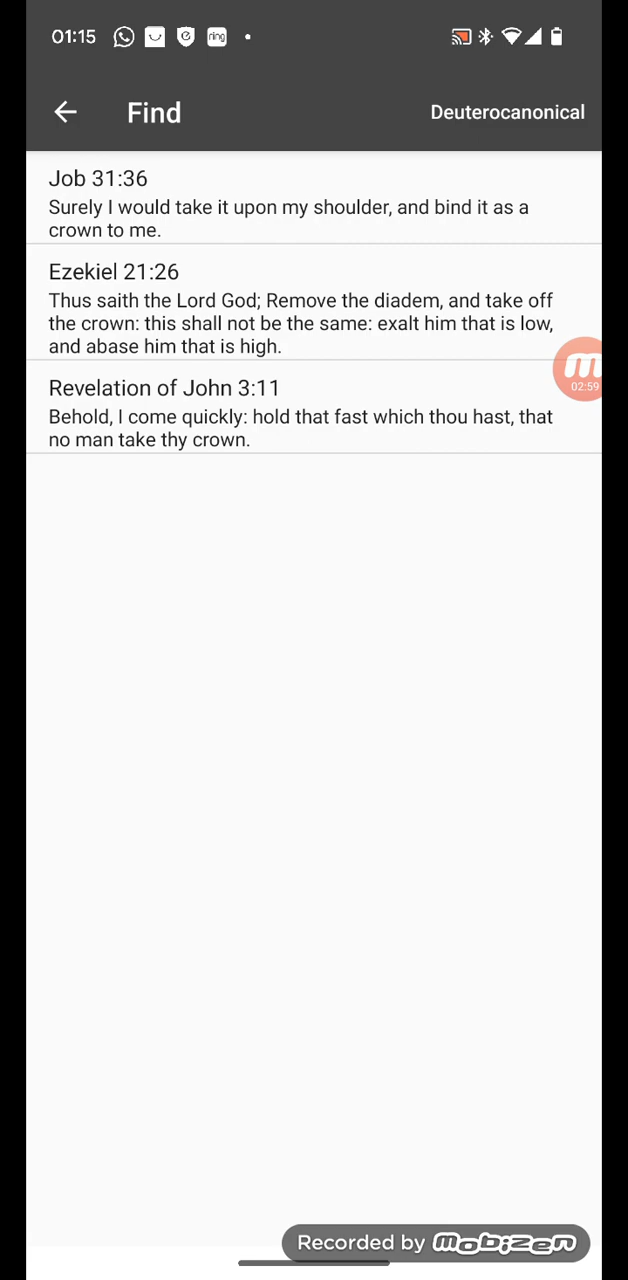 01:15 ring
Find Deuterocanonical
Job 31:36
Surely I would take it upon my shoulder, and bind it as a
crown to me.
Ezekiel 21:26
Thus saith the Lord God; Remove the diadem, and take off
the crown: this shall not be the same: exalt him that is low,
and abase him that is high.
02:59
Revelation of John 3:11
Behold, I come quickly: hold that fast which thou hast, that
no man take thy crown.
Recorded by mobizen